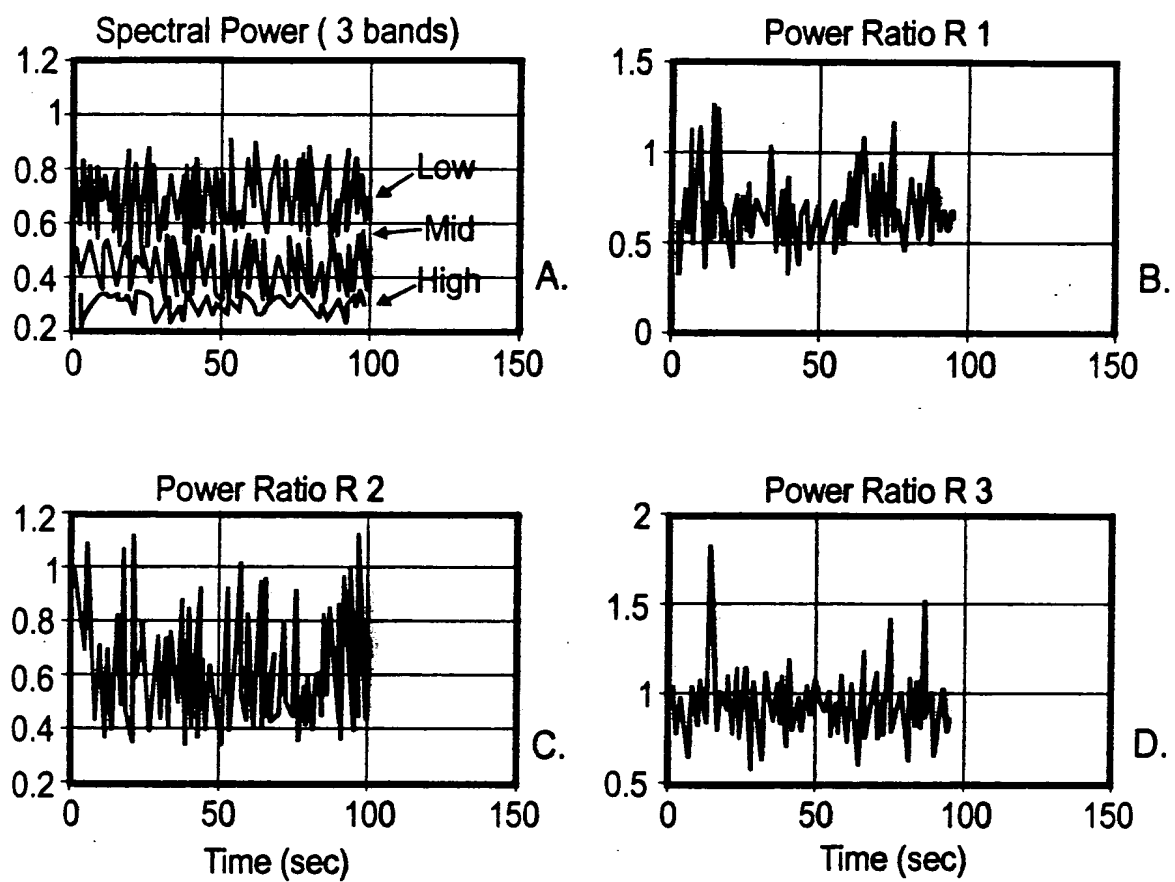 Spectral Power ( 3 bands)
1.2
1
0.8
0.6
0.4
0.2
0 50 100 150
Low
Mid
High
A.
Power Ratio R 1
1.5
1
0.5
0
0 50 100 150
B.
Power Ratio R 2
1.2
1
0.8
0.6
0.4
0.2
0 50 100 150
Time (sec)
C.
Power Ratio R 3
2
1.5
1
0.5
0 50 100 150
Time (sec)
D.